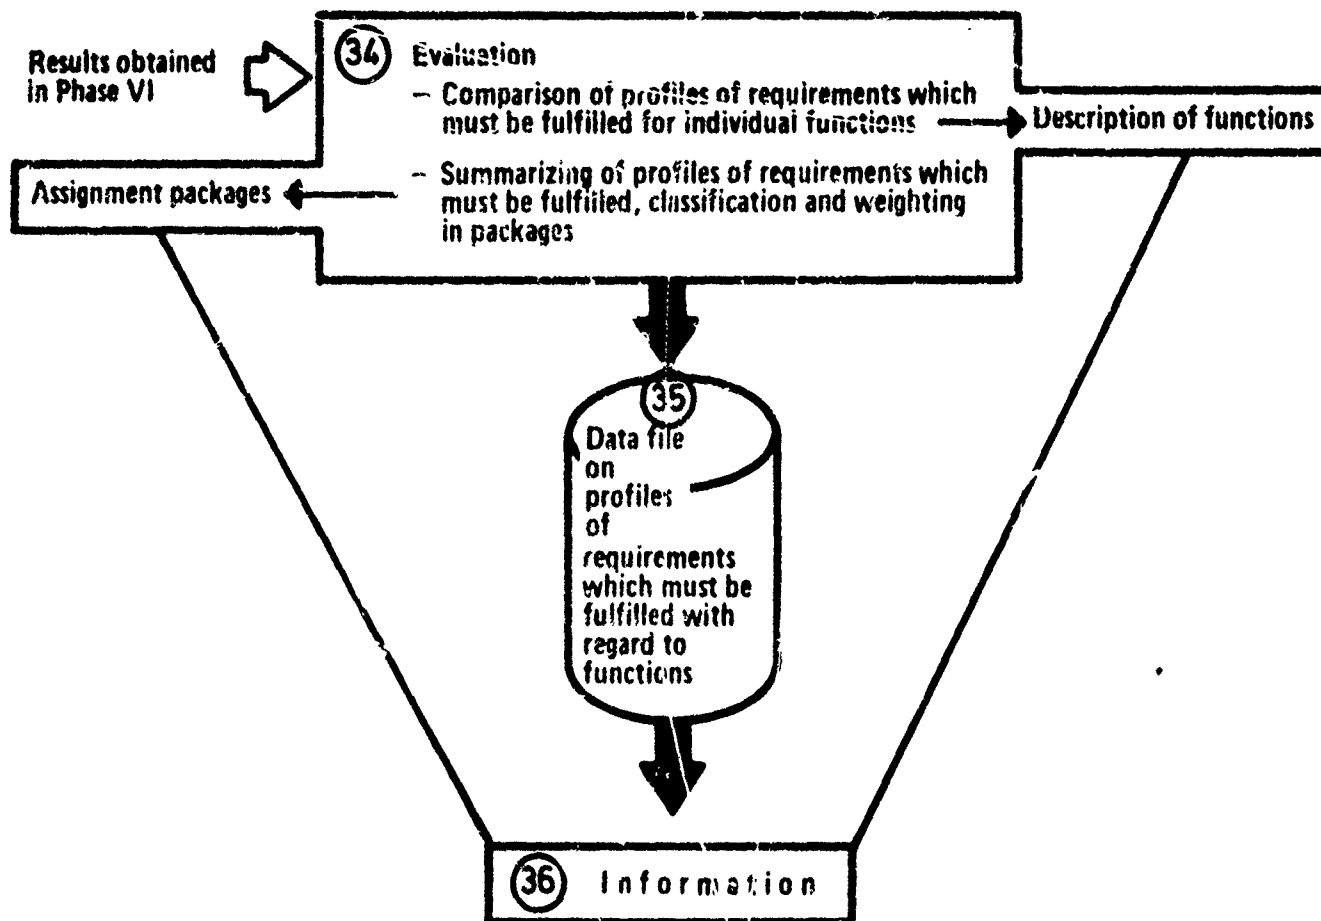 Results obtained
in Phase VI
34 Evaluation
– Comparison of profiles of requirements which
must be fulfilled for individual functions
Description of functions
Assignment packages
– Summarizing of profiles of requirements which
must be fulfilled, classification and weighting
in packages
35
Data file
on
profiles
of
requirements
which must be
fulfilled with
regard to
functions
36 Information